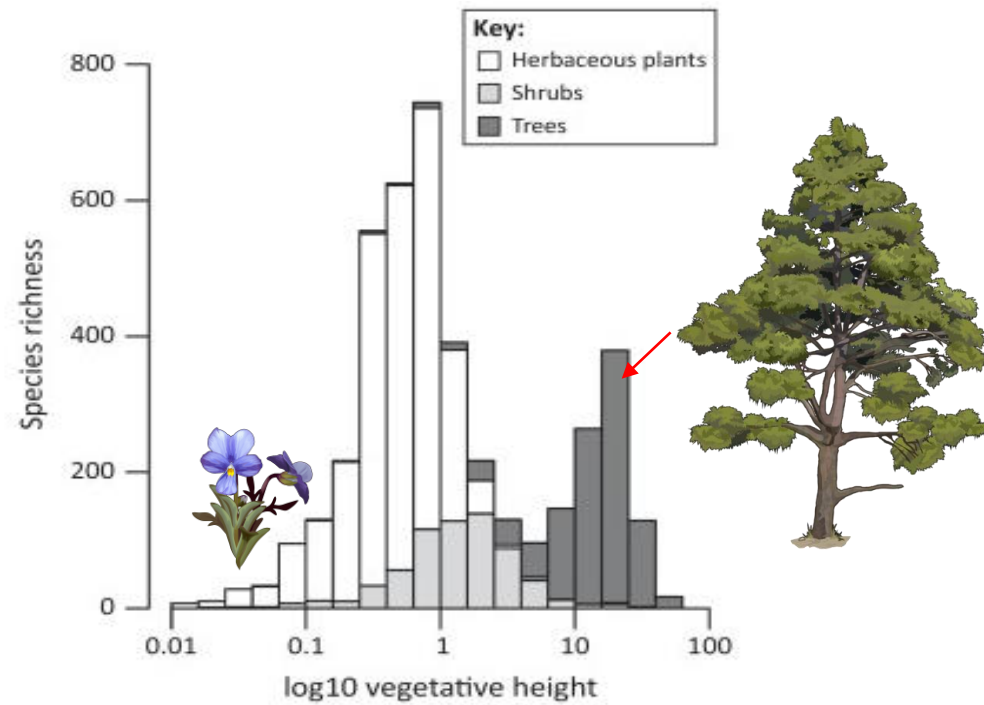 Key:
Herbaceous plants
Shrubs
Trees
800
600
400
200
0
Species richness
0.01 0.1 1 10 100
log10 vegetative height